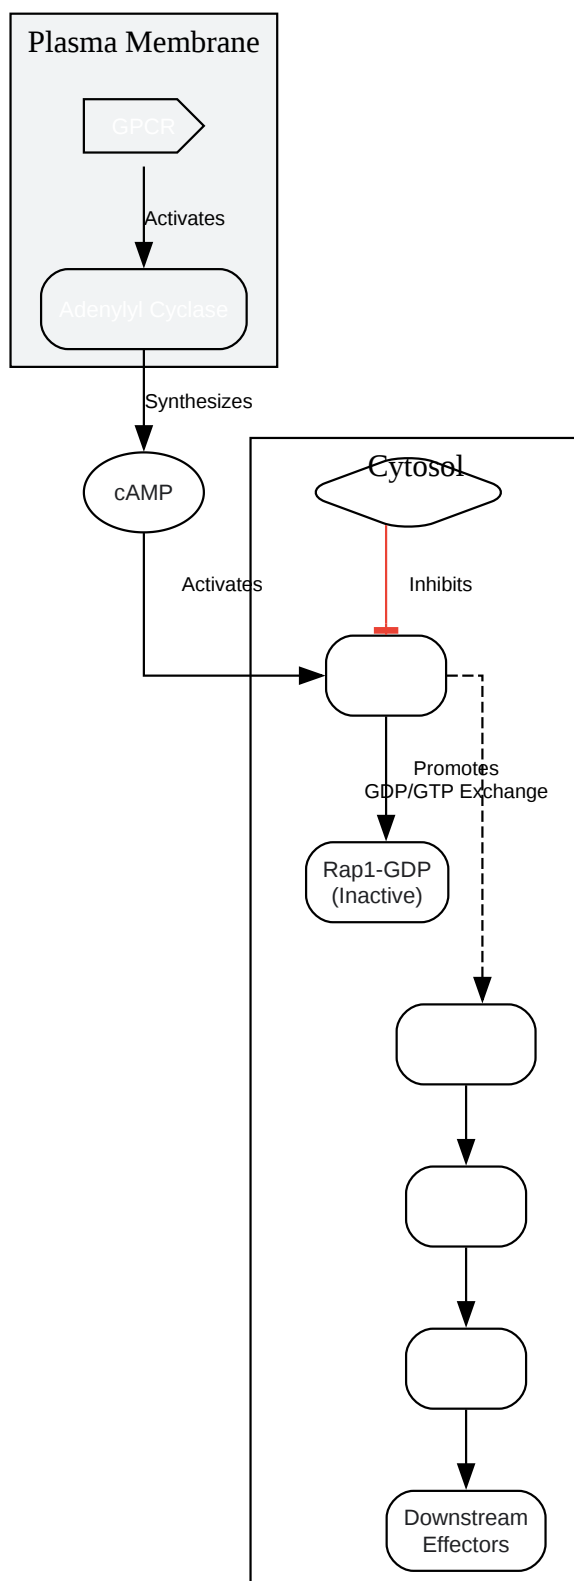 Plasma Membrane
GPCR
Activates
Adenylyl Cyclase
Synthesizes
cAMP
Cytosol
Activates
Inhibits
Promotes
GDP/GTP Exchange
Rap1-GDP
(Inactive)
Downstream
Effectors